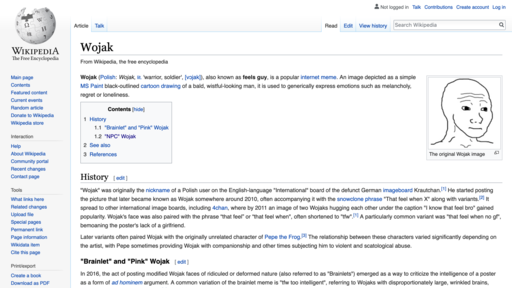 Not logged in Talk Contributions Create account Log in
Article Talk
Read Edit View history
Search Wikipedia
WIKIPEDIA
The Free Encyclopedia
Main page
Contents
Featured content
Current events
Random article
Donate to Wikipedia
Wikipedia store
Interaction
Help
About Wikipedia
Community portal
Recent changes
Contact page
Tools
What links here
Related changes
Upload file
Special pages
Permanent link
Page information
Wikidata item
Cite this page
Print/export
Create a book
Download as PDF
Wojak
From Wikipedia, the free encyclopedia
Wojak (Polish: Wojak, 'warrior, soldier', [vɔjak]), also known as feels guy, is a popular internet meme. An image depicted as a simple
MS Paint black-outlined cartoon drawing of a bald, wistful-looking man, it is used to generically express emotions such as melancholy,
regret or loneliness.
The original Wojak image
Contents [hide]
1 History
1.1 "Brainlet" and "Pink" Wojak
1.2 "NPC" Wojak
2 See also
3 References
History [ edit ]
"Wojak" was originally the nickname of a Polish user on the English-language "International" board of the defunct German imageboard Krautchan.[1] He started posting
the picture that later became known as Wojak somewhere around 2010, often accompanying it with the snowclone phrase "That feel when X" along with variants.[2] It
spread to other international image boards, including 4chan, where by 2011 an image of two Wojaks hugging each other under the caption "I know that feel bro" gained
popularity. Wojak's face was also paired with the phrase "that feel" or "that feel when", often shortened to "tfw".[1] A particularly common variant was "that feel when no gf",
bemoaning the poster's lack of a girlfriend.
Later variants often paired Wojak with the original unrelated character of Pepe the Frog.[3] The relationship between these characters varied significantly depending on
the artist, with Pepe sometimes providing Wojak with companionship and other times subjecting him to violent and scatological abuse.
"Brainlet" and "Pink" Wojak [ edit ]
In 2016, the act of posting modified Wojak faces of ridiculed or deformed nature (also referred to as "Brainlets") emerged as a way to criticize the intelligence of a poster
as a form of ad hominem argument. A common variation of the brainlet meme is "tfw too intelligent", referring to Wojaks with disproportionately large, wrinkled brains,